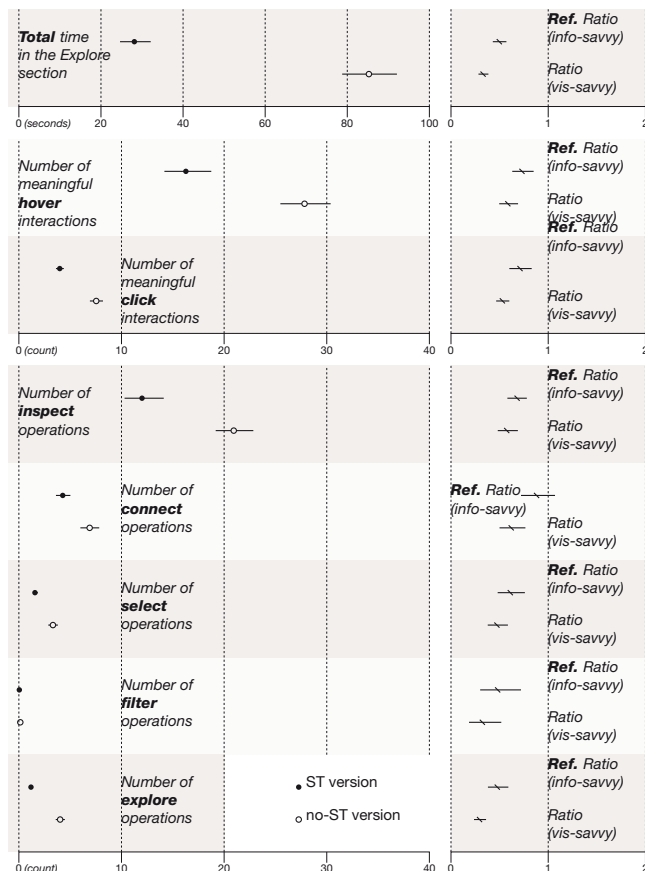 Total time
in the Explore
section
Ref. Ratio
(info-savvy)
Ratio
(vis-savvy)
0 (seconds) 20 40 60 80 100
0 1 2
Number of
meaningful
hover
interactions
Ref. Ratio
(info-savvy)
Ratio
(vis-savvy)
Number of
meaningful
click
interactions
Ref. Ratio
(info-savvy)
Ratio
(vis-savvy)
0 (count) 10 20 30 40
0 1 2
Number of
inspect
operations
Ref. Ratio
(info-savvy)
Ratio
(vis-savvy)
Number of
connect
operations
Ref. Ratio
(info-savvy)
Ratio
(vis-savvy)
Number of
select
operations
Ref. Ratio
(info-savvy)
Ratio
(vis-savvy)
Number of
filter
operations
Ref. Ratio
(info-savvy)
Ratio
(vis-savvy)
Number of
explore
operations
ST version
no-ST version
Ref. Ratio
(info-savvy)
Ratio
(vis-savvy)
0 (count) 10 20 30 40
0 1 2